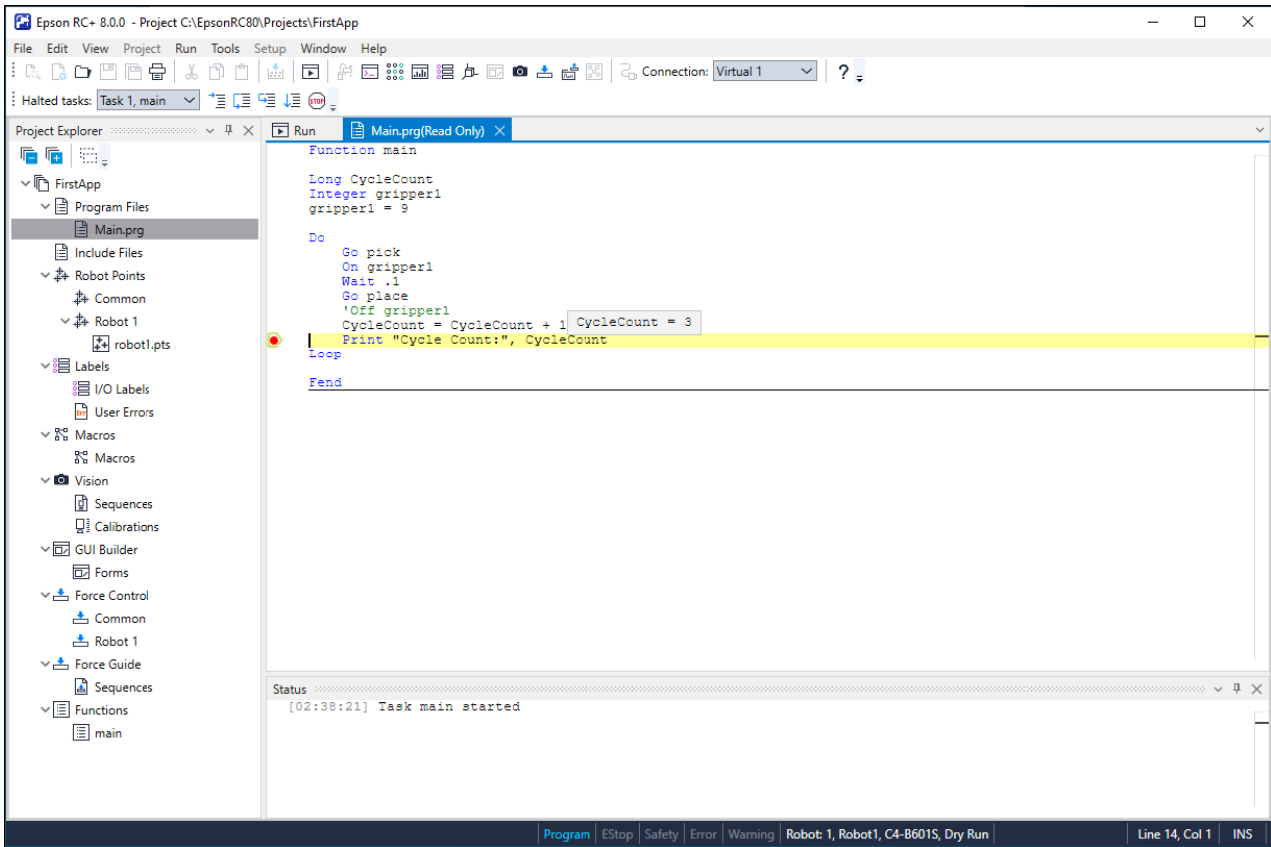 Epson RC+ 8.0.0 - Project C:\EpsonRC80\Projects\FirstApp
File Edit View Project Run Tools Setup Window Help
Connection: Virtual 1 ?
Halted tasks: Task 1, main STOP
Project Explorer
Run Main.prg(Read Only)
FirstApp
Program Files
Main.prg
Include Files
Robot Points
Common
Robot 1
robot1.pts
Labels
I/O Labels
Err User Errors
Macros
Macros
Vision
Sequences
Calibrations
GUI Builder
Forms
Force Control
Common
Robot 1
Force Guide
Sequences
Functions
main
Function main
Long CycleCount
Integer gripper1
gripper1 = 9
Do
Go pick
On gripper1
Wait .1
Go place
'Off gripper1
CycleCount = CycleCount + 1
CycleCount = 3
Print "Cycle Count:", CycleCount
Loop
Fend
Status
[02:38:21] Task main started
Program EStop Safety Error Warning Robot: 1, Robot1, C4-B601S, Dry Run Line 14, Col 1 INS